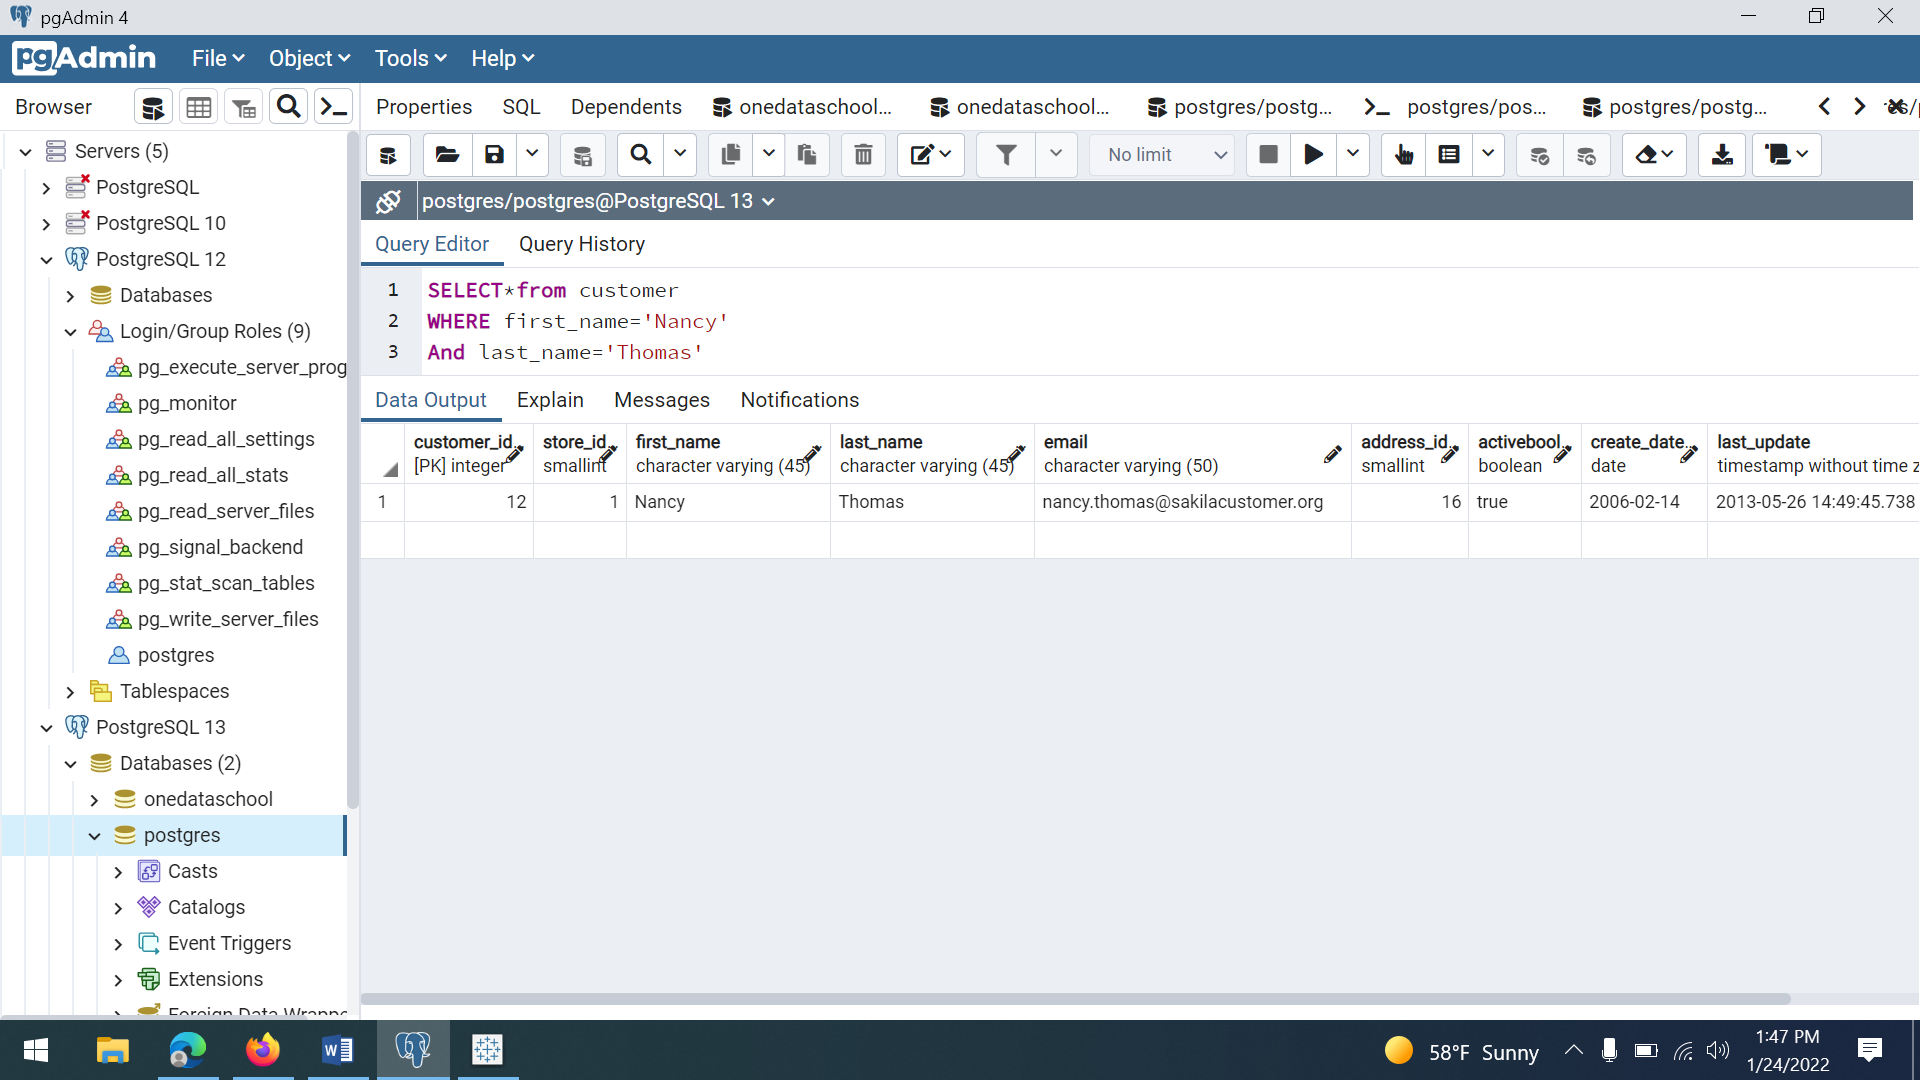 pgAdmin 4
pgAdmin File Object Tools Help
Browser
Properties SQL Dependents onedataschool... onedataschool... postgres/postg... postgres/pos... postgres/postg...
No limit
postgres/postgres@PostgreSQL 13
Query Editor Query History
1 SELECT*from customer
2 WHERE first_name='Nancy'
3 And last_name='Thomas'
Data Output Explain Messages Notifications
customer_id.. store_id.. first_name last_name email address_id.. activebool.. create_date.. last_update
[PK] integer smallint character varying (45) character varying (45) character varying (50) smallint boolean date timestamp without time z
1 12 1 Nancy Thomas nancy.thomas@sakilacustomer.org 16 true 2006-02-14 2013-05-26 14:49:45.738
Servers (5)
PostgreSQL
PostgreSQL 10
PostgreSQL 12
Databases
Login/Group Roles (9)
pg_execute_server_prog
pg_monitor
pg_read_all_settings
pg_read_all_stats
pg_read_server_files
pg_signal_backend
pg_stat_scan_tables
pg_write_server_files
postgres
Tablespaces
PostgreSQL 13
Databases (2)
onedataschool
postgres
Casts
Catalogs
Event Triggers
Extensions
Foreign Data Wrappe
58°F Sunny
1:47 PM
1/24/2022